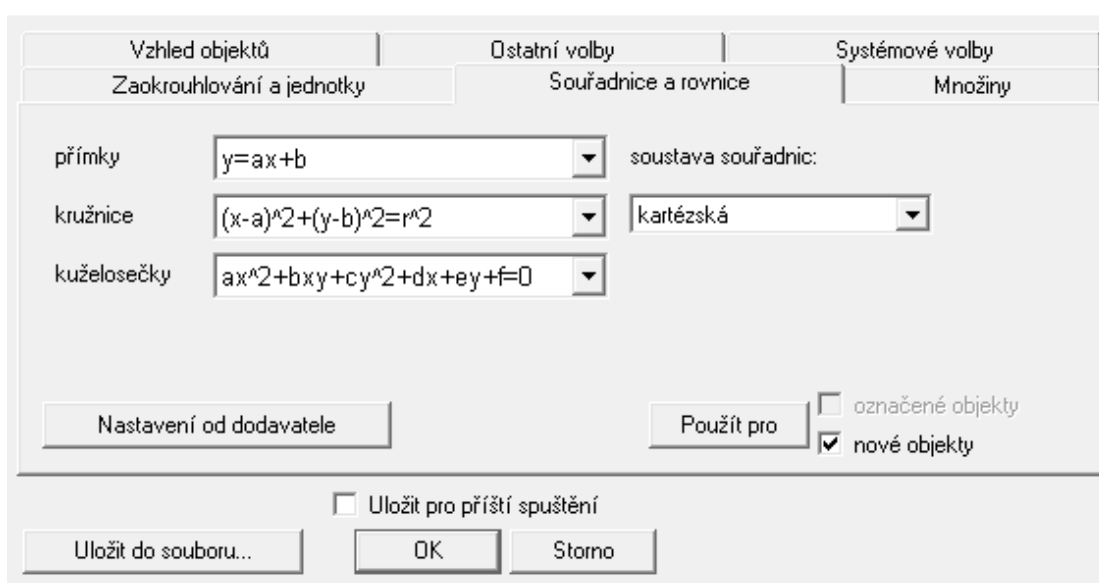 Vzhled objektů Ostatní volby Systémové volby
Zaokrouhlování a jednotky Souřadnice a rovnice Množiny
přímky y=ax+b soustava souřadnic:
kružnice (x-a)^2+(y-b)^2=r^2 kartézská
kuželosečky ax^2+bxy+cy^2+dx+ey+f=0
označené objekty
Nastavení od dodavatele Použít pro
nové objekty
Uložit pro příští spuštění
Uložit do souboru... OK Storno